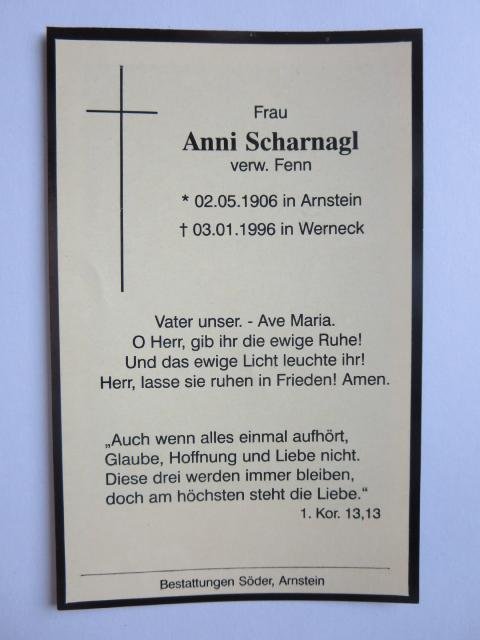 Frau
Anni Scharnagl
verw. Fenn
* 02.05.1906 in Arnstein
† 03.01.1996 in Werneck
Vater unser. - Ave Maria.
O Herr, gib ihr die ewige Ruhe!
Und das ewige Licht leuchte ihr!
Herr, lasse sie ruhen in Frieden! Amen.
„Auch wenn alles einmal aufhört,
Glaube, Hoffnung und Liebe nicht.
Diese drei werden immer bleiben,
doch am höchsten steht die Liebe.“
1. Kor. 13,13
Bestattungen Söder, Arnstein